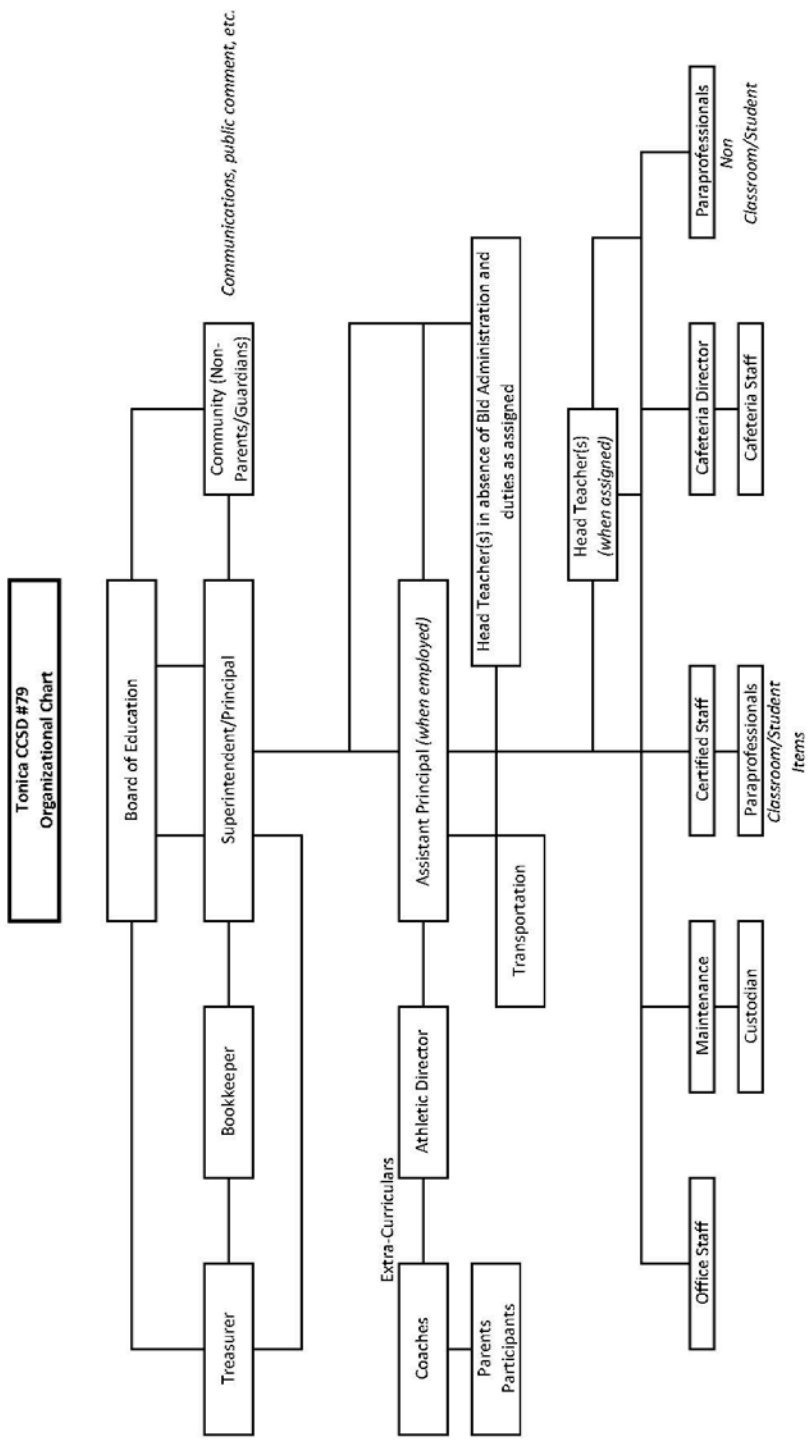 Tonica CCSD #79
Organizational Chart
Board of Education
Treasurer
Bookkeeper
Superintendent/Principal
Community (Non-
Parents/Guardians)
Communications, public comment, etc.
Extra-Curriculars
Coaches
Athletic Director
Assistant Principal (when employed)
Parents
Participants
Transportation
Head Teacher(s) in absence of Bld Administration and
duties as assigned
Head Teacher(s)
(when assigned)
Office Staff
Maintenance
Certified Staff
Cafeteria Director
Paraprofessionals
Non
Classroom/Student
Custodian
Paraprofessionals
Classroom/Student
Items
Cafeteria Staff